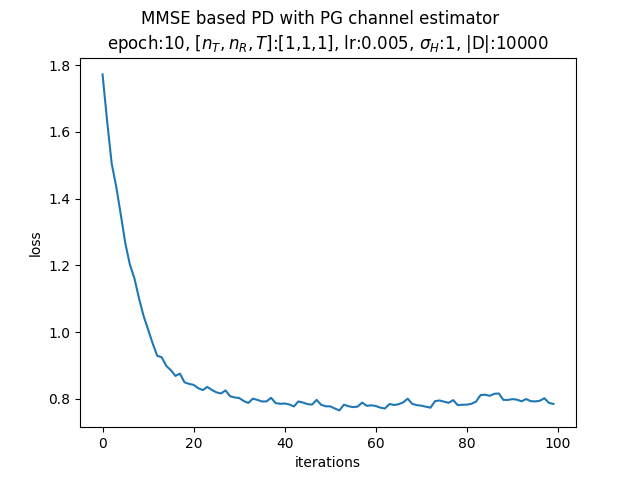 MMSE based PD with PG channel estimator
epoch:10, [n_T, n_R, T]:[1,1,1], lr:0.005, σ_H:1, |D|:10000
1.8
1.6
1.4
1.2
1.0
0.8
loss
0 20 40 60 80 100
iterations